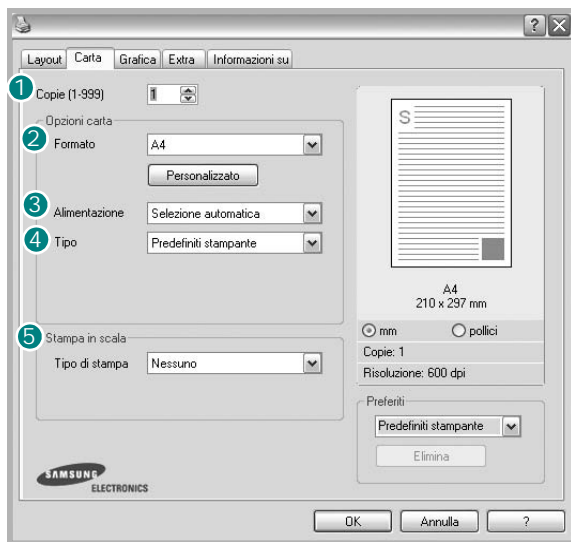 ?
Layout Carta Grafica Extra Informazioni su
1 Copie (1-999) 1
Opzioni carta
2 Formato A4
Personalizzato
3 Alimentazione Selezione automatica
4 Tipo Predefiniti stampante
5 Stampa in scala
Tipo di stampa Nessuno
S
A4
210 x 297 mm
mm pollici
Copie: 1
Risoluzione: 600 dpi
Preferiti
Predefiniti stampante
Elimina
SAMSUNG
ELECTRONICS
OK Annulla ?